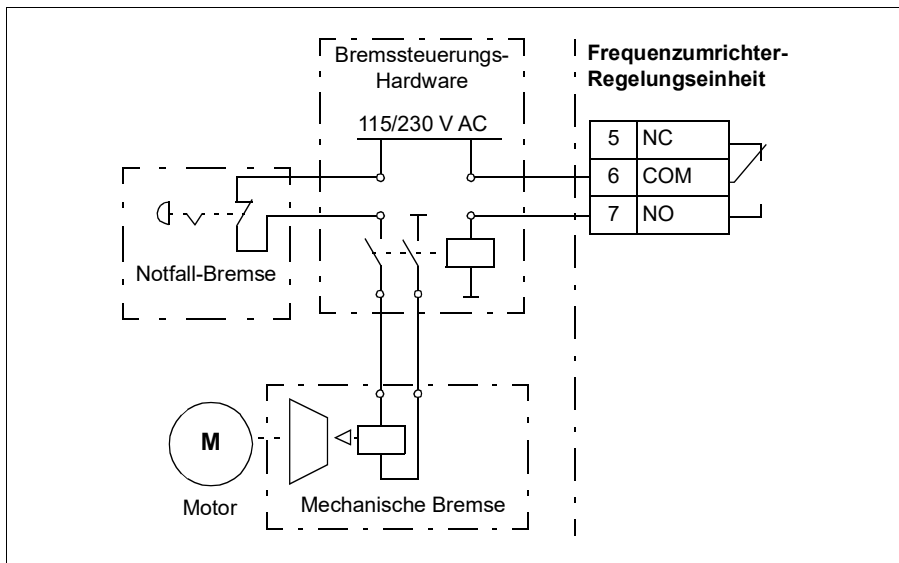 Bremssteuerungs-
Hardware
115/230 V AC
Frequenzumrichter-
Regelungseinheit
5 NC
6 COM
7 NO
Notfall-Bremse
M
Motor
Mechanische Bremse